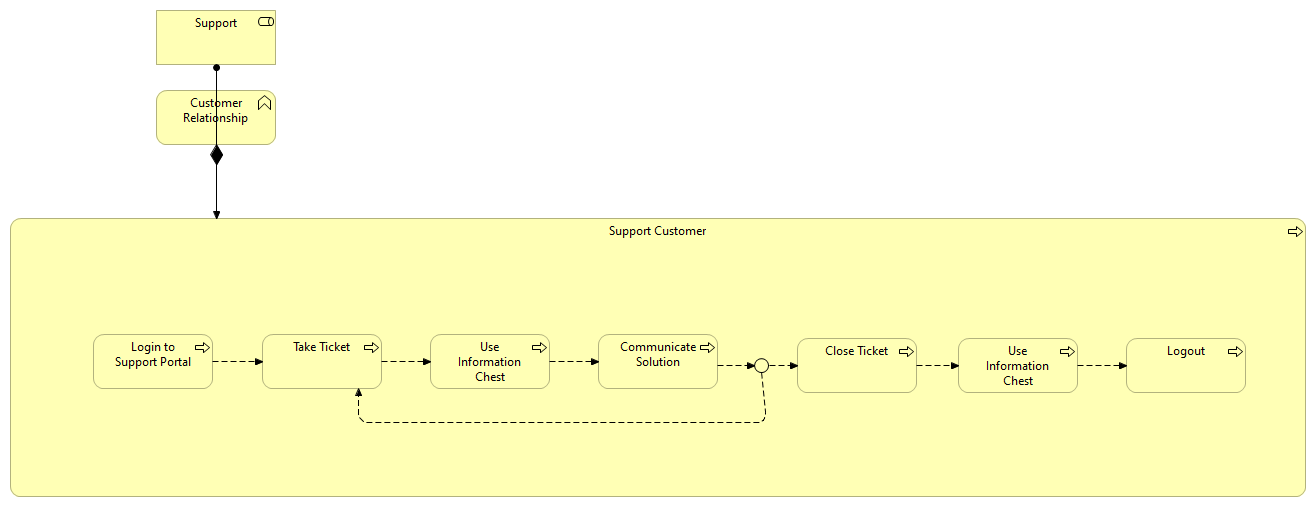 Support
Customer
Relationship
Support Customer
Login to
Support Portal
Take Ticket
Use
Information
Chest
Communicate
Solution
Close Ticket
Use
Information
Chest
Logout